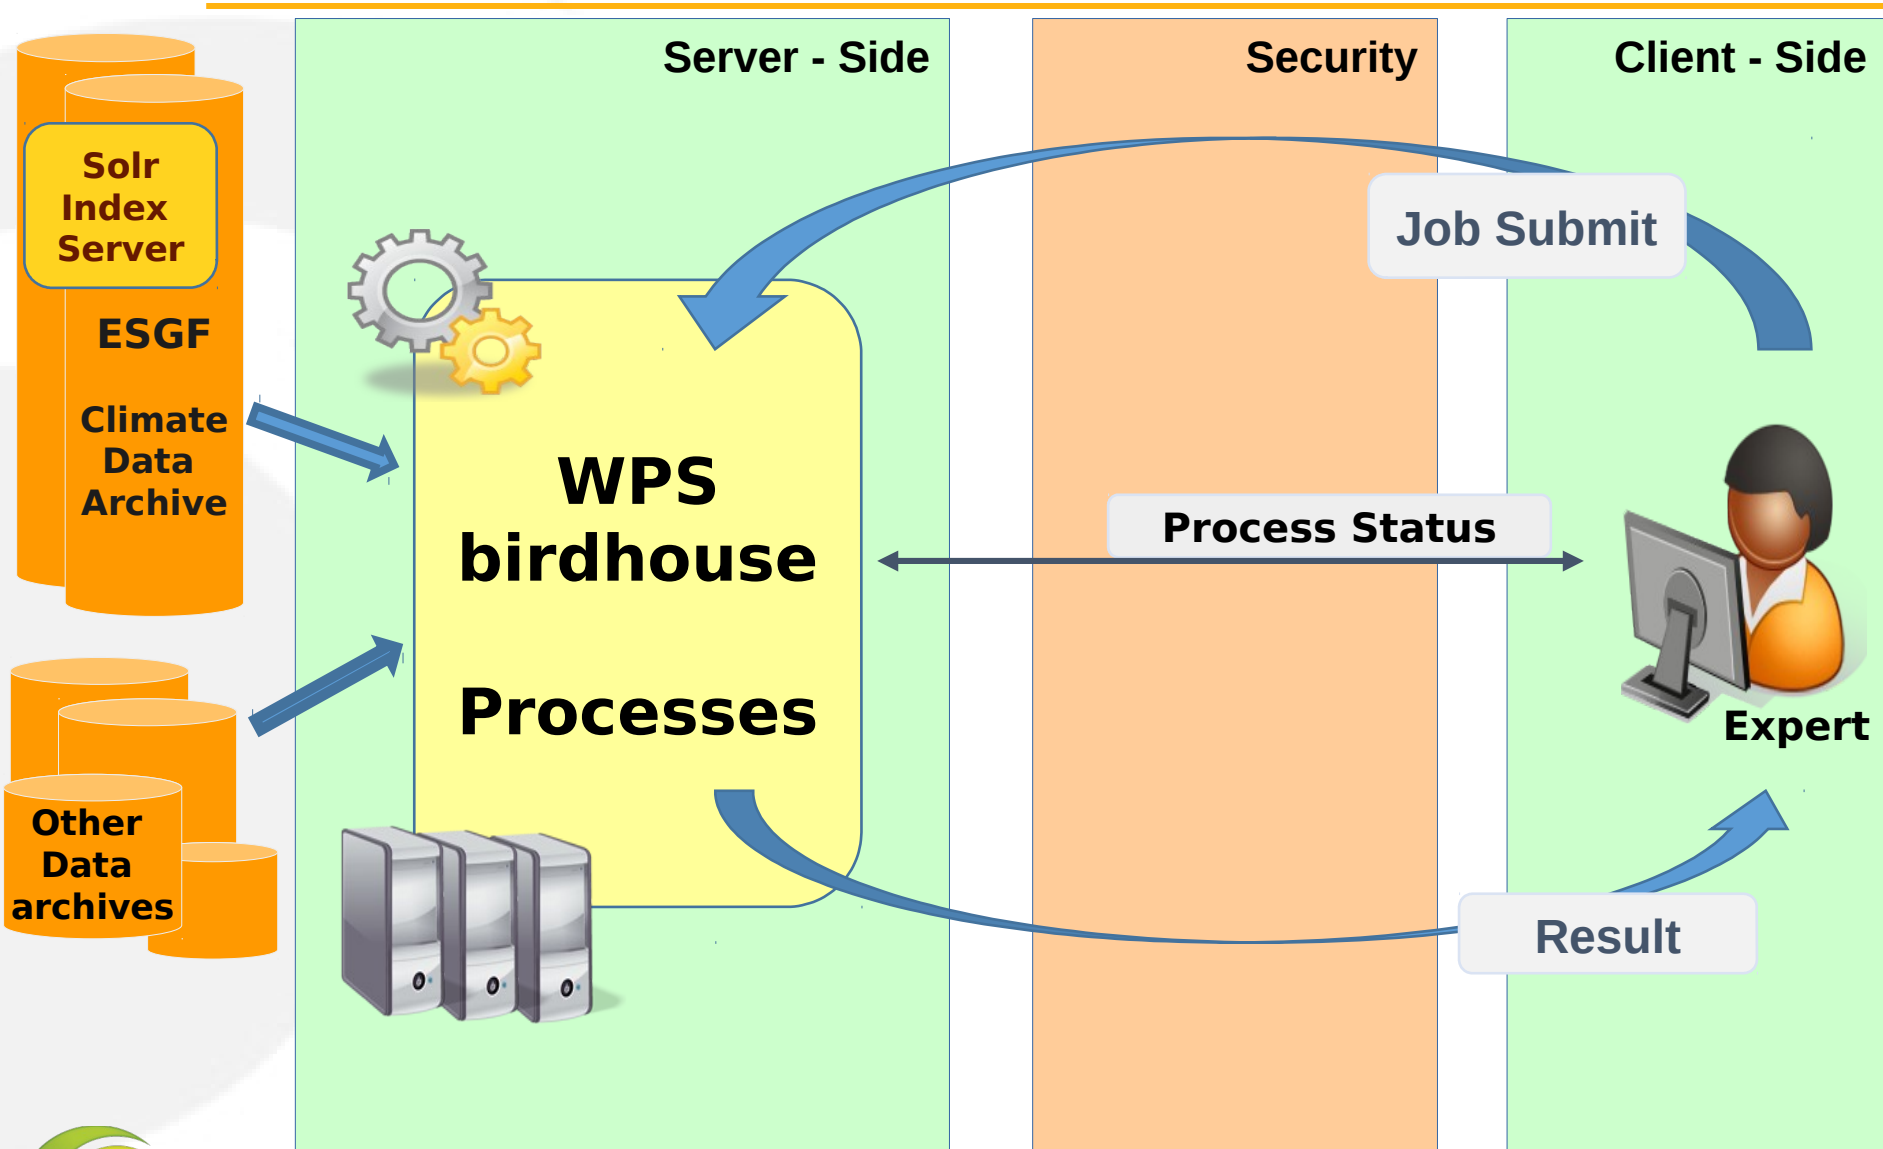 Server - Side
Security
Client - Side
Solr
Index
Server
ESGF
Climate
Data
Archive
Other
Data
archives
WPS
birdhouse
Processes
Job Submit
Process Status
Expert
Result